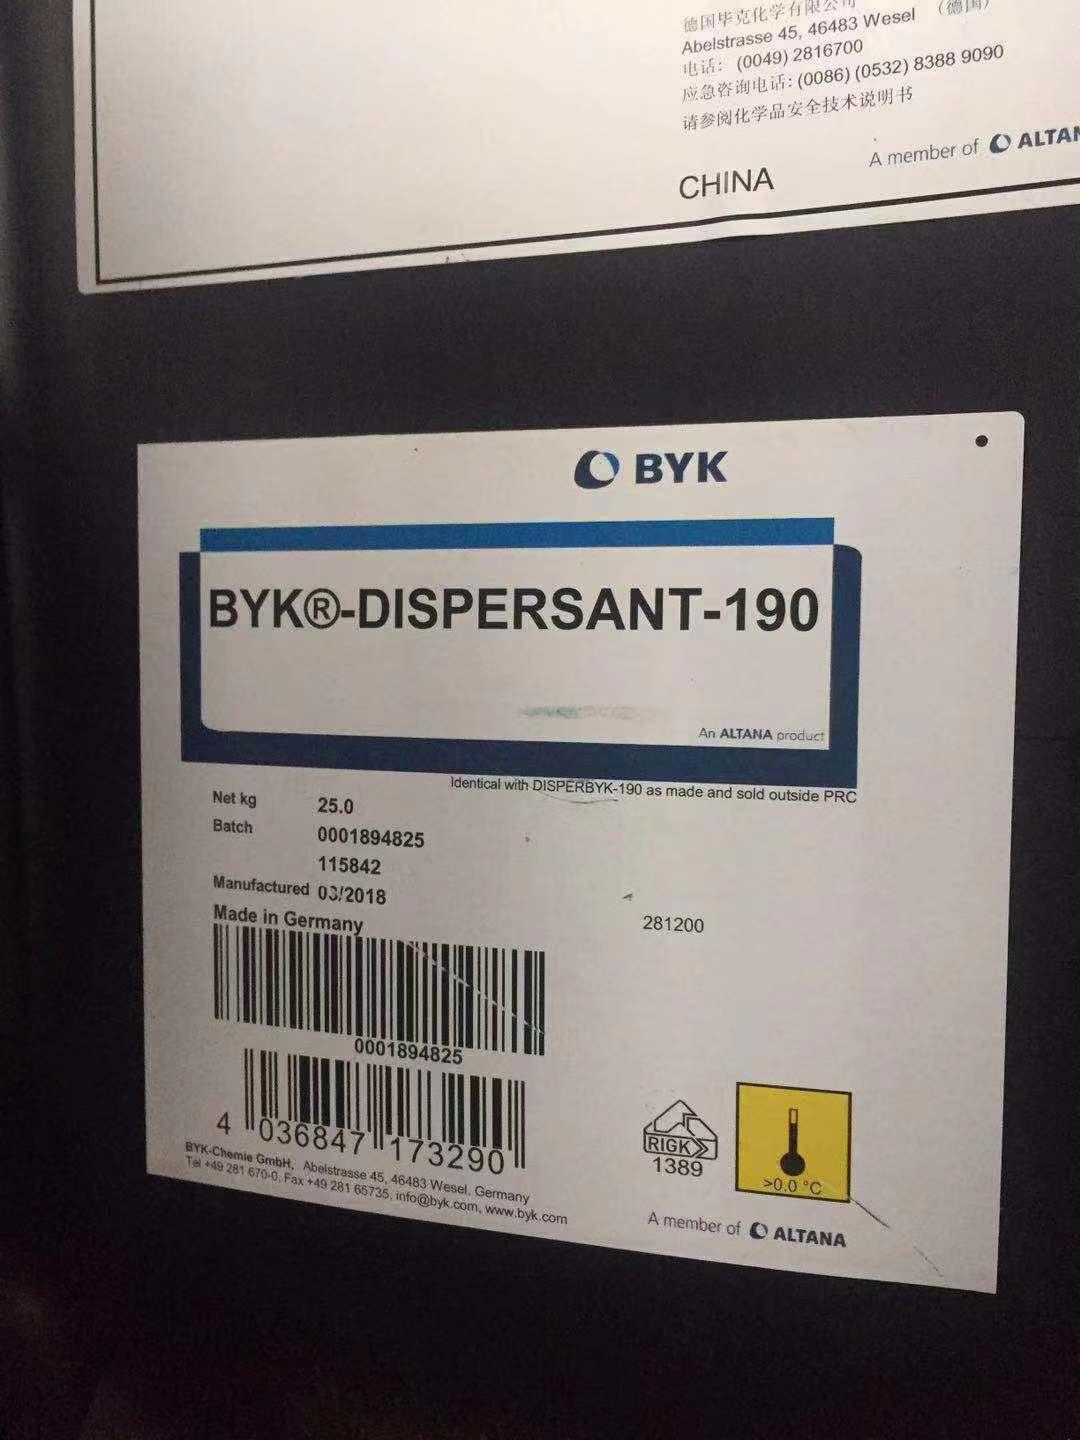 德国毕克化学有限公司
Abelstrasse 45, 46483 Wesel （德国）
电话: (0049) 2816700
应急咨询电话: (0086) (0532) 8388 9090
请参阅化学品安全技术说明书
A member of ALTAN
CHINA
BYK
BYK®-DISPERSANT-190
An ALTANA product
Identical with DISPERBYK-190 as made and sold outside PRC
Net kg 25.0
Batch 0001894825
115842
Manufactured 03/2018
Made in Germany
281200
0001894825
4 036847 173290
RIGK
1389
>0.0 °C
BYK-Chemie GmbH, Abelstrasse 45, 46483 Wesel, Germany
Tel +49 281 670-0, Fax +49 281 65735, info@byk.com, www.byk.com
A member of ALTANA